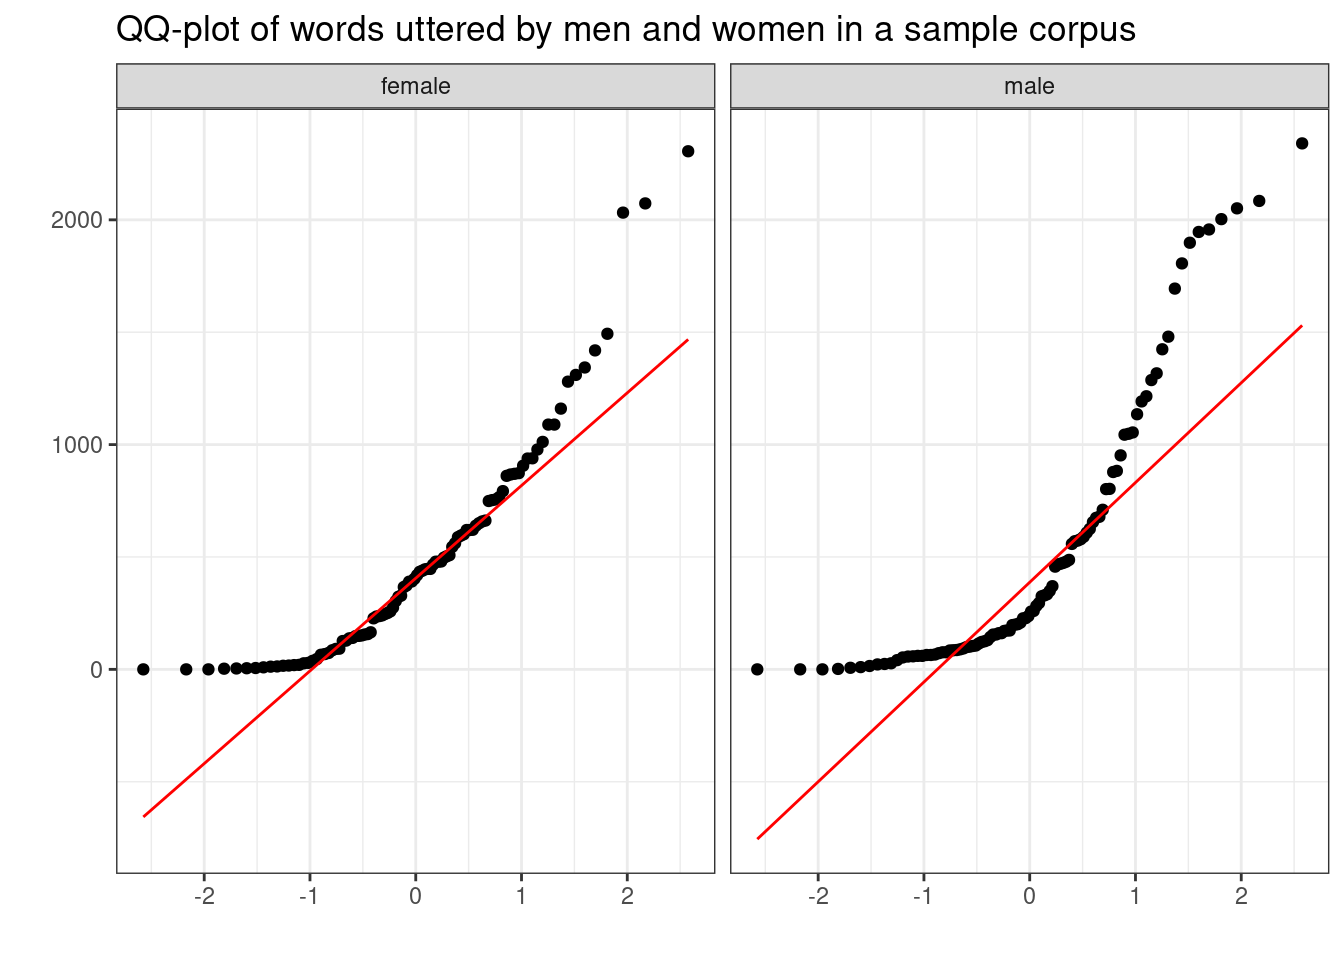 QQ-plot of words uttered by men and women in a sample corpus
female male
2000
1000
0
-2 -1 0 1 2 -2 -1 0 1 2